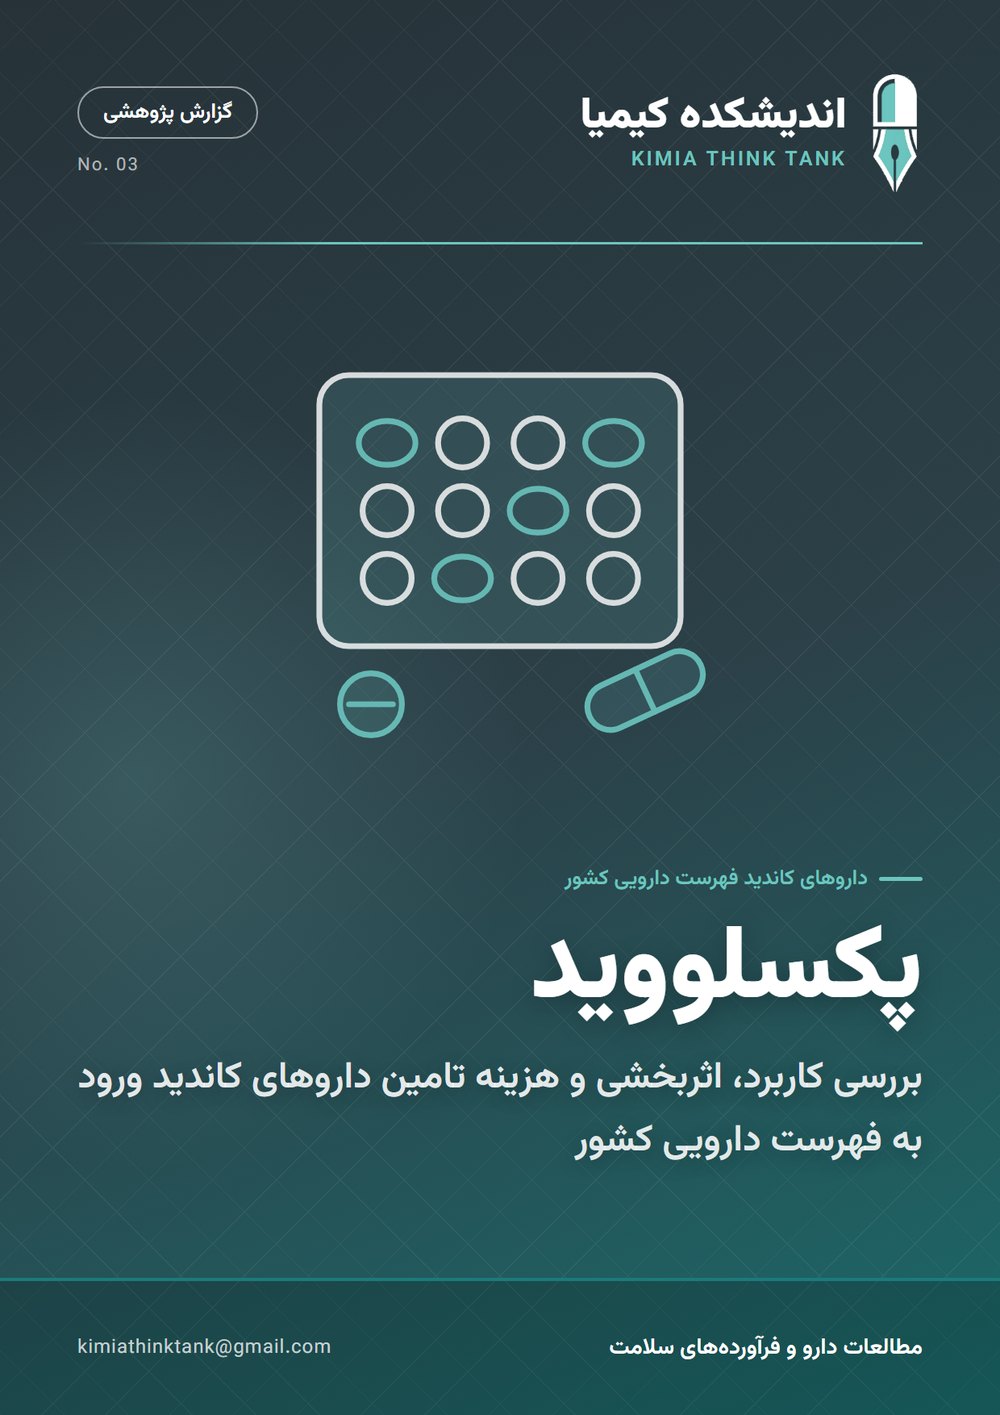 اندیشکده کیمیا
KIMIA THINK TANK
گزارش پژوهشی
No. 03
داروهای کاندید فهرست دارویی کشور
پکسلووید
بررسی کاربرد، اثربخشی و هزینه تامین داروهای کاندید ورود
به فهرست دارویی کشور
مطالعات دارو و فرآورده‌های سلامت
kimiathinktank@gmail.com